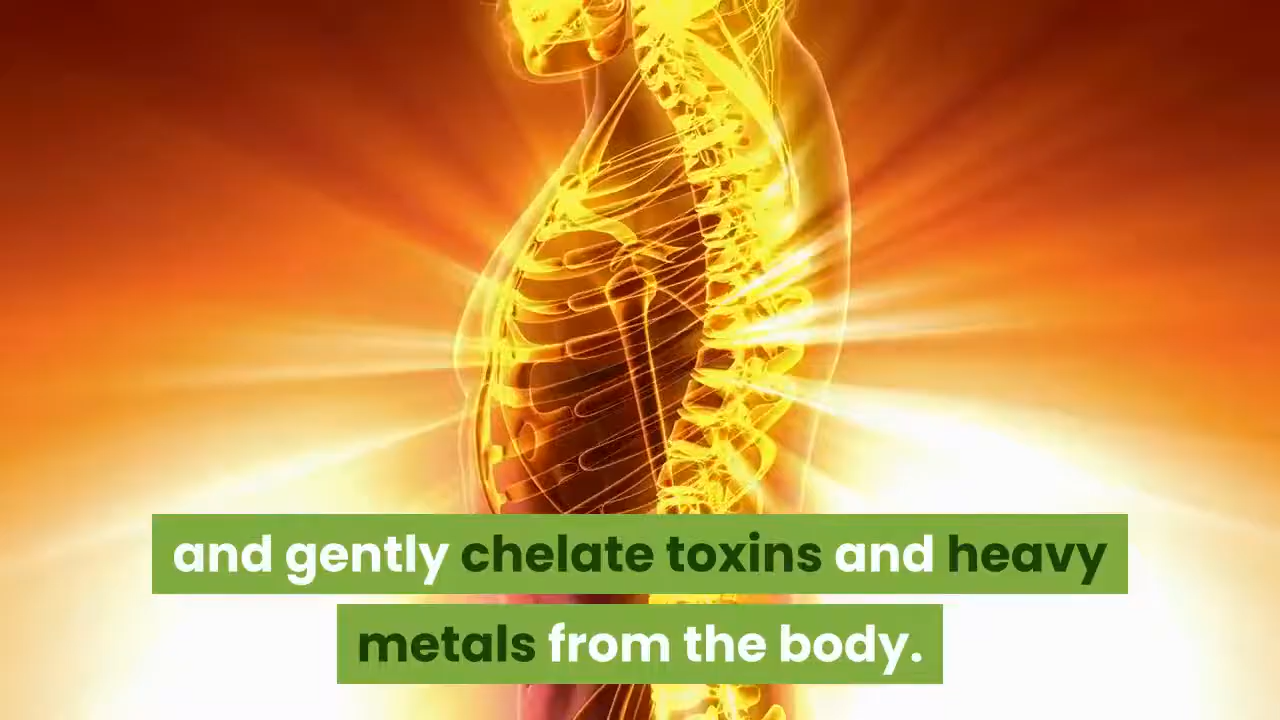 and gently chelate toxins and heavy
metals from the body.